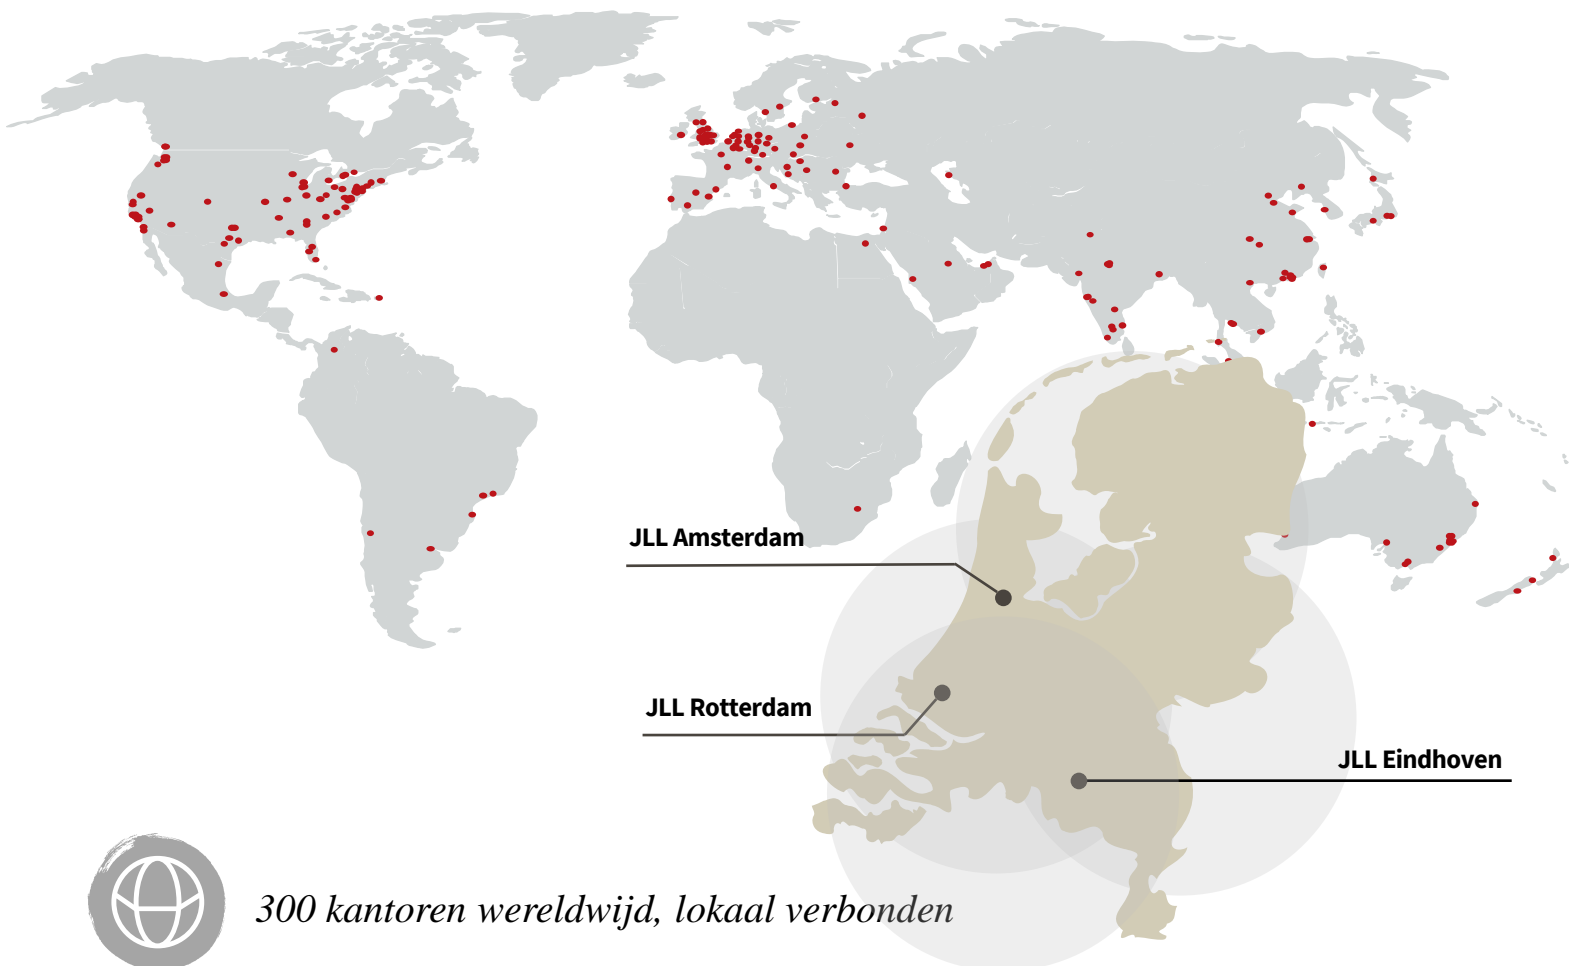 JLL Amsterdam
JLL Rotterdam
JLL Eindhoven
300 kantoren wereldwijd, lokaal verbonden